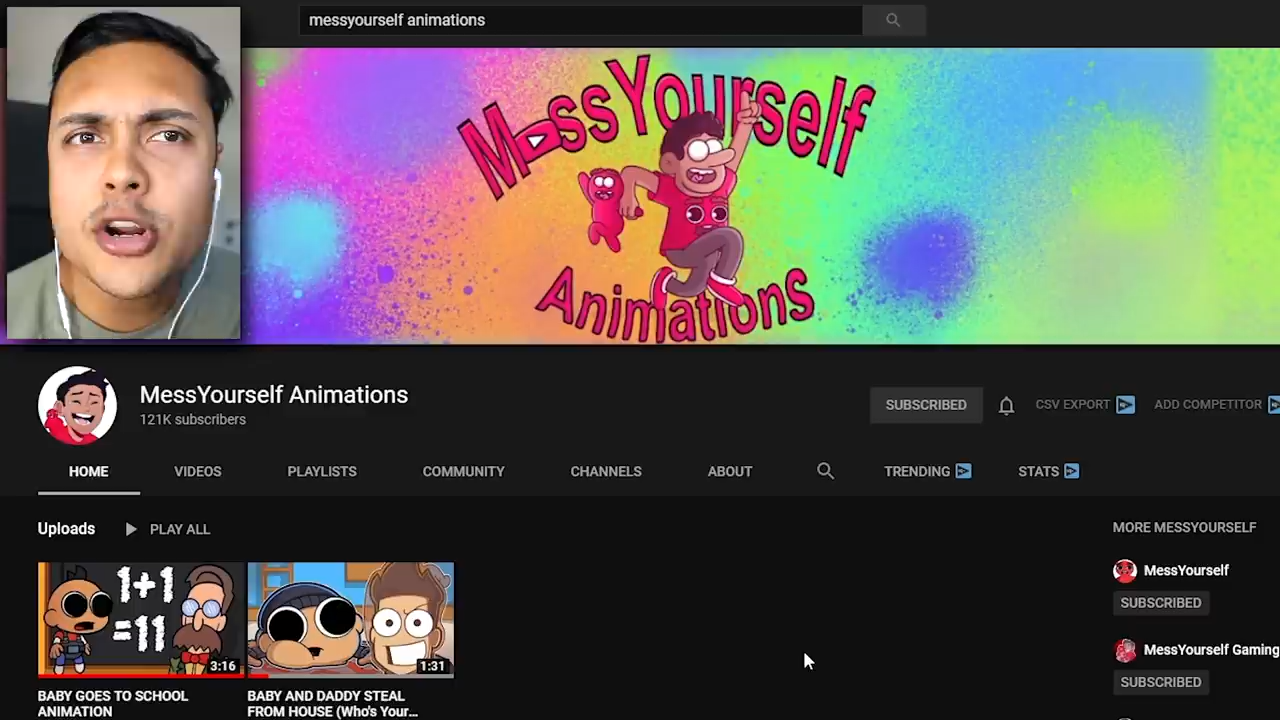 messyourself animations
MessYourself
Animations
MessYourself Animations
121K subscribers
SUBSCRIBED
CSV EXPORT
ADD COMPETITOR
HOME
VIDEOS
PLAYLISTS
COMMUNITY
CHANNELS
ABOUT
TRENDING
STATS
Uploads
PLAY ALL
MORE MESSYOURSELF
MessYourself
SUBSCRIBED
MessYourself Gaming
SUBSCRIBED
1+1
=11
3:16
1:31
BABY GOES TO SCHOOL
ANIMATION
BABY AND DADDY STEAL
FROM HOUSE (Who's Your...